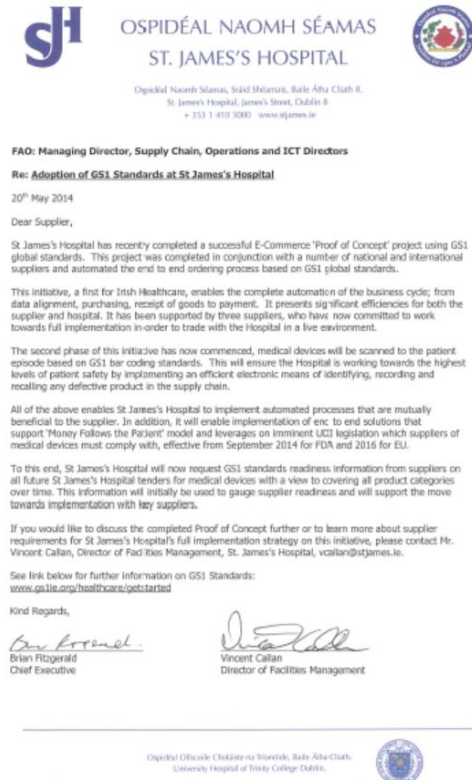 SJH
OSPIDÉAL NAOMH SÉAMAS
ST. JAMES'S HOSPITAL
Ospidéal Naomh Séamas, Sráid Shéamais, Baile Átha Cliath 8.
St. James's Hospital, James's Street, Dublin 8
+ 353 1 410 3000 www.stjames.ie
FAO: Managing Director, Supply Chain, Operations and ICT Directors
Re: Adoption of GS1 Standards at St James's Hospital
20th May 2014
Dear Supplier,
St James's Hospital has recently completed a successful E-Commerce 'Proof of Concept' project using GS1
global standards. This project was completed in conjunction with a number of national and international
suppliers and automated the end to end ordering process based on GS1 global standards.
This initiative, a first for Irish Healthcare, enables the complete automation of the business cycle; from
data alignment, purchasing, receipt of goods to payment. It presents significant efficiencies for both the
supplier and hospital. It has been supported by three suppliers, who have now committed to work
towards full implementation in order to trade with the Hospital in a live environment.
The second phase of this initiative has now commenced, medical devices will be scanned to the patient
episode based on GS1 bar coding standards. This will ensure the Hospital is working towards the highest
levels of patient safety by implementing an efficient electronic means of identifying, recording and
recalling any defective product in the supply chain.
All of the above enables St James's Hospital to implement automated processes that are mutually
beneficial to the supplier. In addition, it will enable implementation of end to end solutions that
support 'Money Follows the Patient' model and leverages on imminent UDI legislation which suppliers of
medical devices must comply with, effective from September 2014 for FDA and 2016 for EU.
To this end, St James's Hospital will now request GS1 standards readiness information from suppliers on
all future St James's Hospital tenders for medical devices with a view to covering all product categories
over time. This information will initially be used to gauge supplier readiness and will support the move
towards implementation with key suppliers.
If you would like to discuss the completed Proof of Concept further or to learn more about supplier
requirements for St James's Hospital's full implementation strategy on this initiative, please contact Mr.
Vincent Callan, Director of Facilities Management, St. James's Hospital, vcallan@stjames.ie.
See link below for further information on GS1 Standards:
www.gs1ie.org/healthcare/getstarted
Kind Regards,
Brian Fitzgerald
Chief Executive
Vincent Callan
Director of Facilities Management
Ospidéal Ollscoile Choláiste na Tríonóide, Baile Átha Cliath.
University Hospital of Trinity College Dublin.